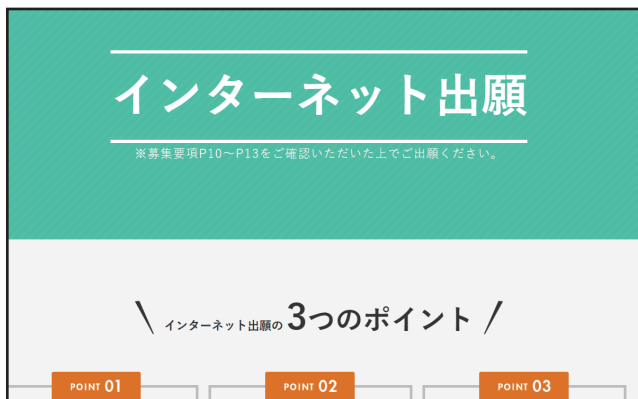 インターネット出願
※募集要項P10〜P13をご確認いただいた上でご出願ください。
\ インターネット出願の 3つのポイント /
POINT 01
POINT 02
POINT 03